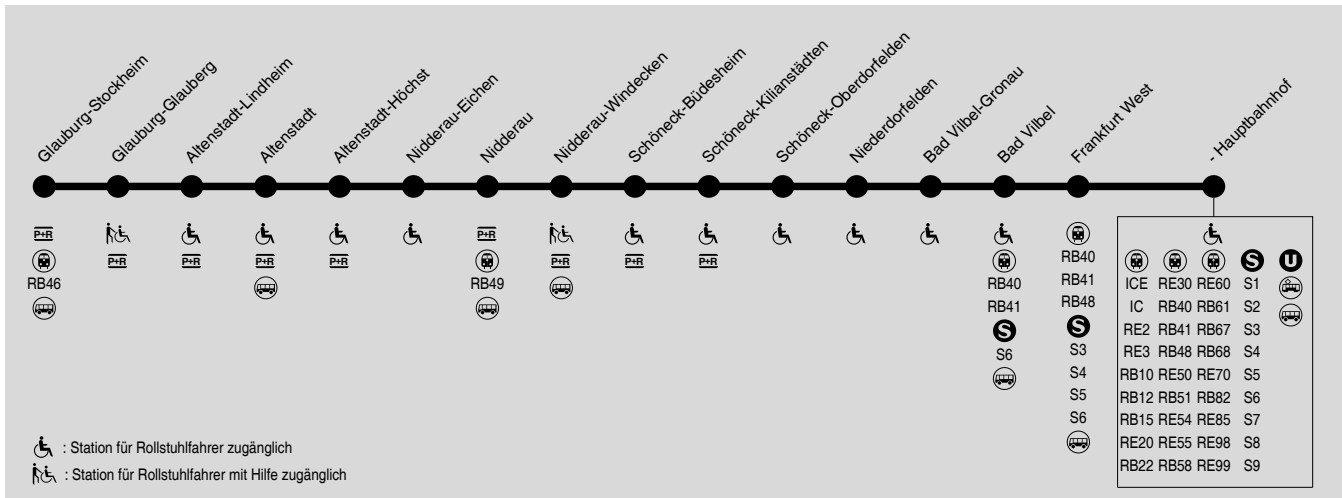 Glauburg-Stockheim
Glauburg-Glauberg
Altenstadt-Lindheim
Altenstadt
Altenstadt-Höchst
Nidderau-Eichen
Nidderau
Nidderau-Windecken
Schöneck-Büdesheim
Schöneck-Kilianstädten
Schöneck-Oberdorfelden
Niederdorfelden
Bad Vilbel-Gronau
Bad Vilbel
Frankfurt West
- Hauptbahnhof
P+R
RB46
P+R
P+R
P+R
P+R
P+R
RB49
P+R
P+R
P+R
RB40
RB41
S
S6
RB40
RB41
RB48
S
S3
S4
S5
S6
S U
ICE RE30 RE60 S1
IC RB40 RB61 S2
RE2 RB41 RB67 S3
RE3 RB48 RB68 S4
RB10 RE50 RE70 S5
RB12 RB51 RB82 S6
RB15 RE54 RE85 S7
RE20 RE55 RE98 S8
RB22 RB58 RE99 S9
: Station für Rollstuhlfahrer zugänglich
: Station für Rollstuhlfahrer mit Hilfe zugänglich